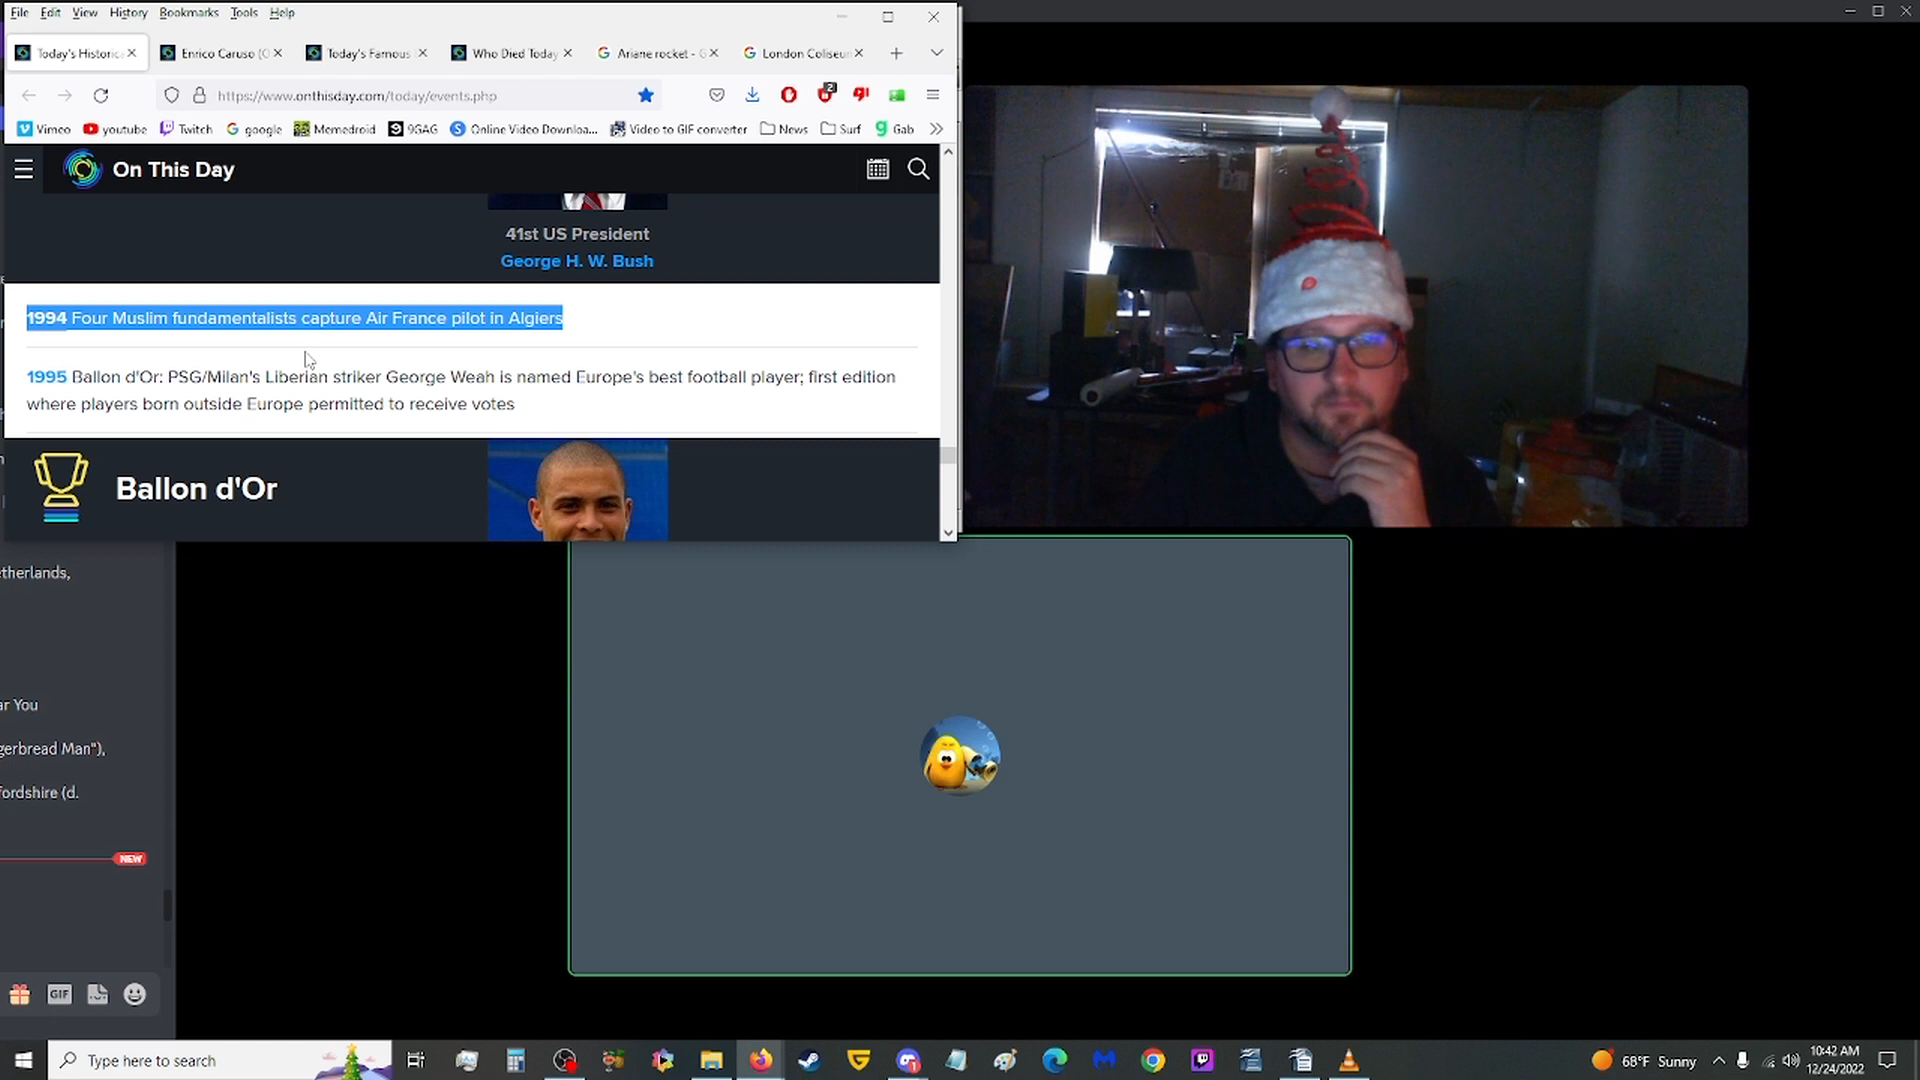 File Edit View History Bookmarks Tools Help
Today's Historica Enrico Caruso (O Today's Famous Who Died Today Ariane rocket - G London Coliseum
https://www.onthisday.com/today/events.php
2
Vimeo youtube Twitch google Memedroid 9GAG Online Video Downloa... Video to GIF converter News Surf Gab
On This Day
41st US President
George H. W. Bush
1994 Four Muslim fundamentalists capture Air France pilot in Algiers
1995 Ballon d'Or: PSG/Milan's Liberian striker George Weah is named Europe's best football player; first edition
where players born outside Europe permitted to receive votes
Ballon d'Or
etherlands,
ar You
gerbread Man"),
fordshire (d.
NEW
GIF
Type here to search
1
68°F Sunny
10:42 AM
12/24/2022